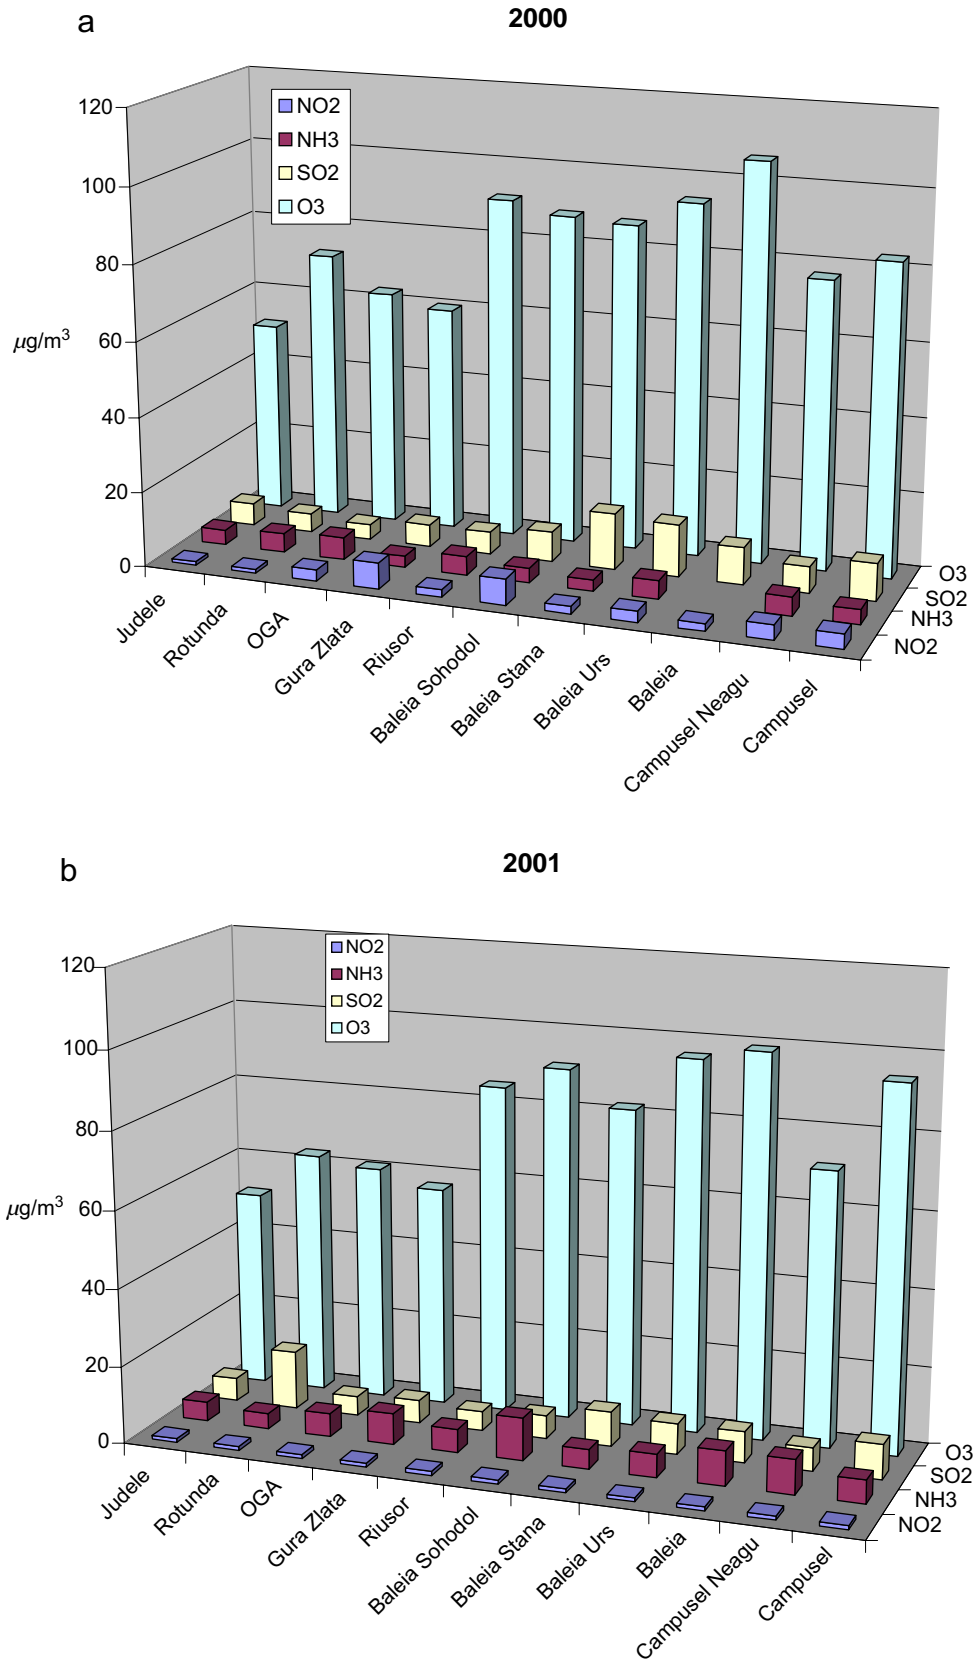 a
2000
120
100
80
60
40
20
0
µg/m3
NO2
NH3
SO2
O3
Judele
Rotunda
OGA
Gura Zlata
Riusor
Baleia Sohodol
Baleia Stana
Baleia Urs
Baleia
Campusel Neagu
Campusel
O3
SO2
NH3
NO2
b
2001
120
100
80
60
40
20
0
µg/m3
NO2
NH3
SO2
O3
Judele
Rotunda
OGA
Gura Zlata
Riusor
Baleia Sohodol
Baleia Stana
Baleia Urs
Baleia
Campusel Neagu
Campusel
O3
SO2
NH3
NO2